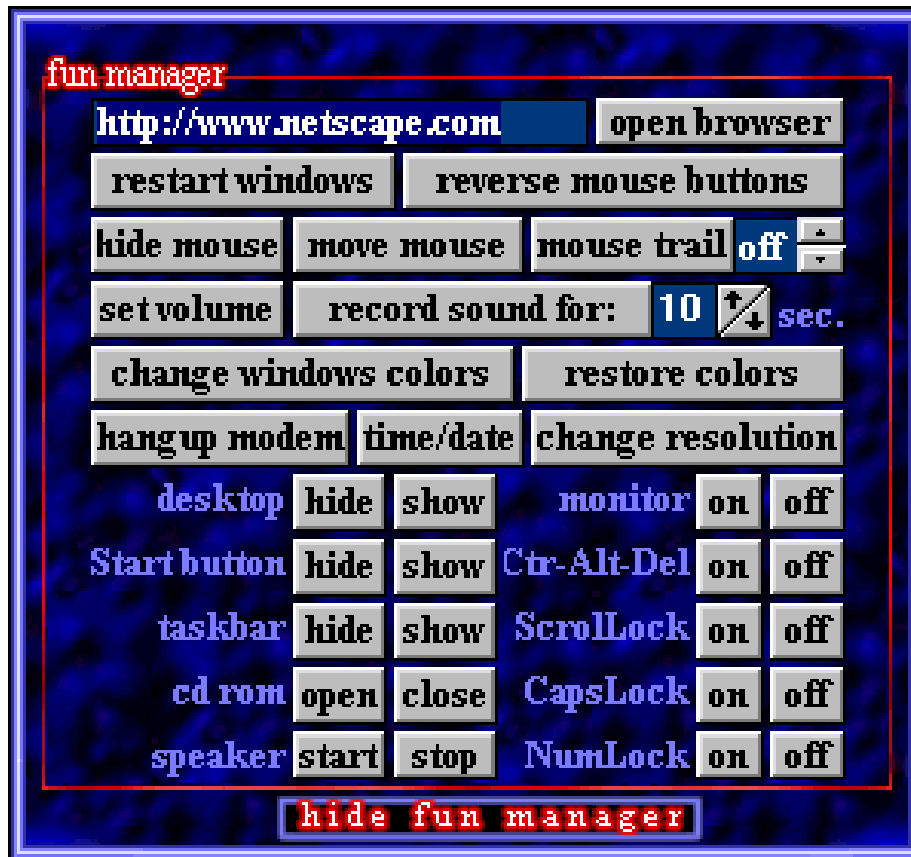 fun manager
http://www.netscape.com open browser
restart windows reverse mouse buttons
hide mouse move mouse mouse trail off
set volume record sound for: 10 sec.
change windows colors restore colors
hangup modem time/date change resolution
desktop hide show monitor on off
Start button hide show Ctr-Alt-Del on off
taskbar hide show ScrolLock on off
cd rom open close CapsLock on off
speaker start stop NumLock on off
hide fun manager